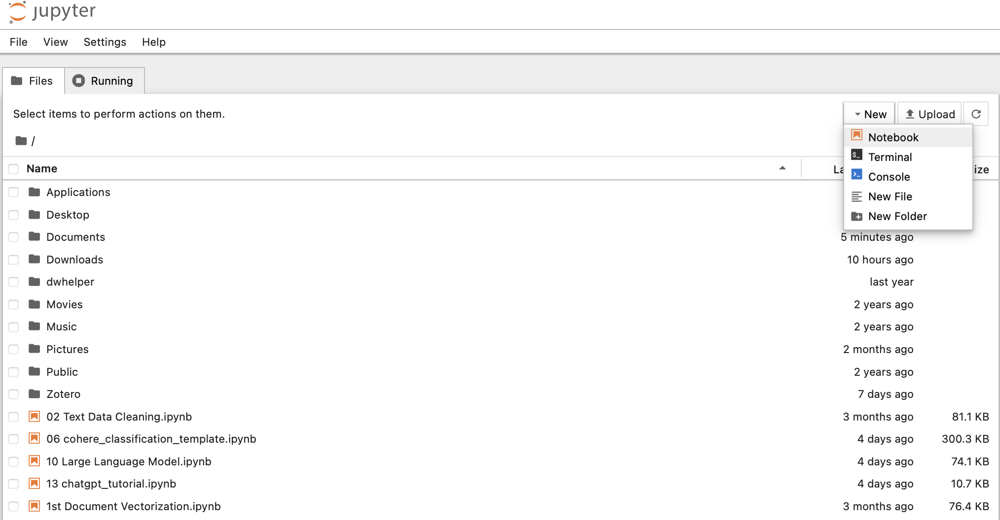 jupyter
File View Settings Help
Files Running
Select items to perform actions on them.
New Upload
/
Notebook
Terminal
Console
New File
New Folder
Name
Applications
Desktop
Documents 5 minutes ago
Downloads 10 hours ago
dwhelper last year
Movies 2 years ago
Music 2 years ago
Pictures 2 months ago
Public 2 years ago
Zotero 7 days ago
02 Text Data Cleaning.ipynb 3 months ago 81.1 KB
06 cohere_classification_template.ipynb 4 days ago 300.3 KB
10 Large Language Model.ipynb 4 days ago 74.1 KB
13 chatgpt_tutorial.ipynb 4 days ago 10.7 KB
1st Document Vectorization.ipynb 3 months ago 76.4 KB